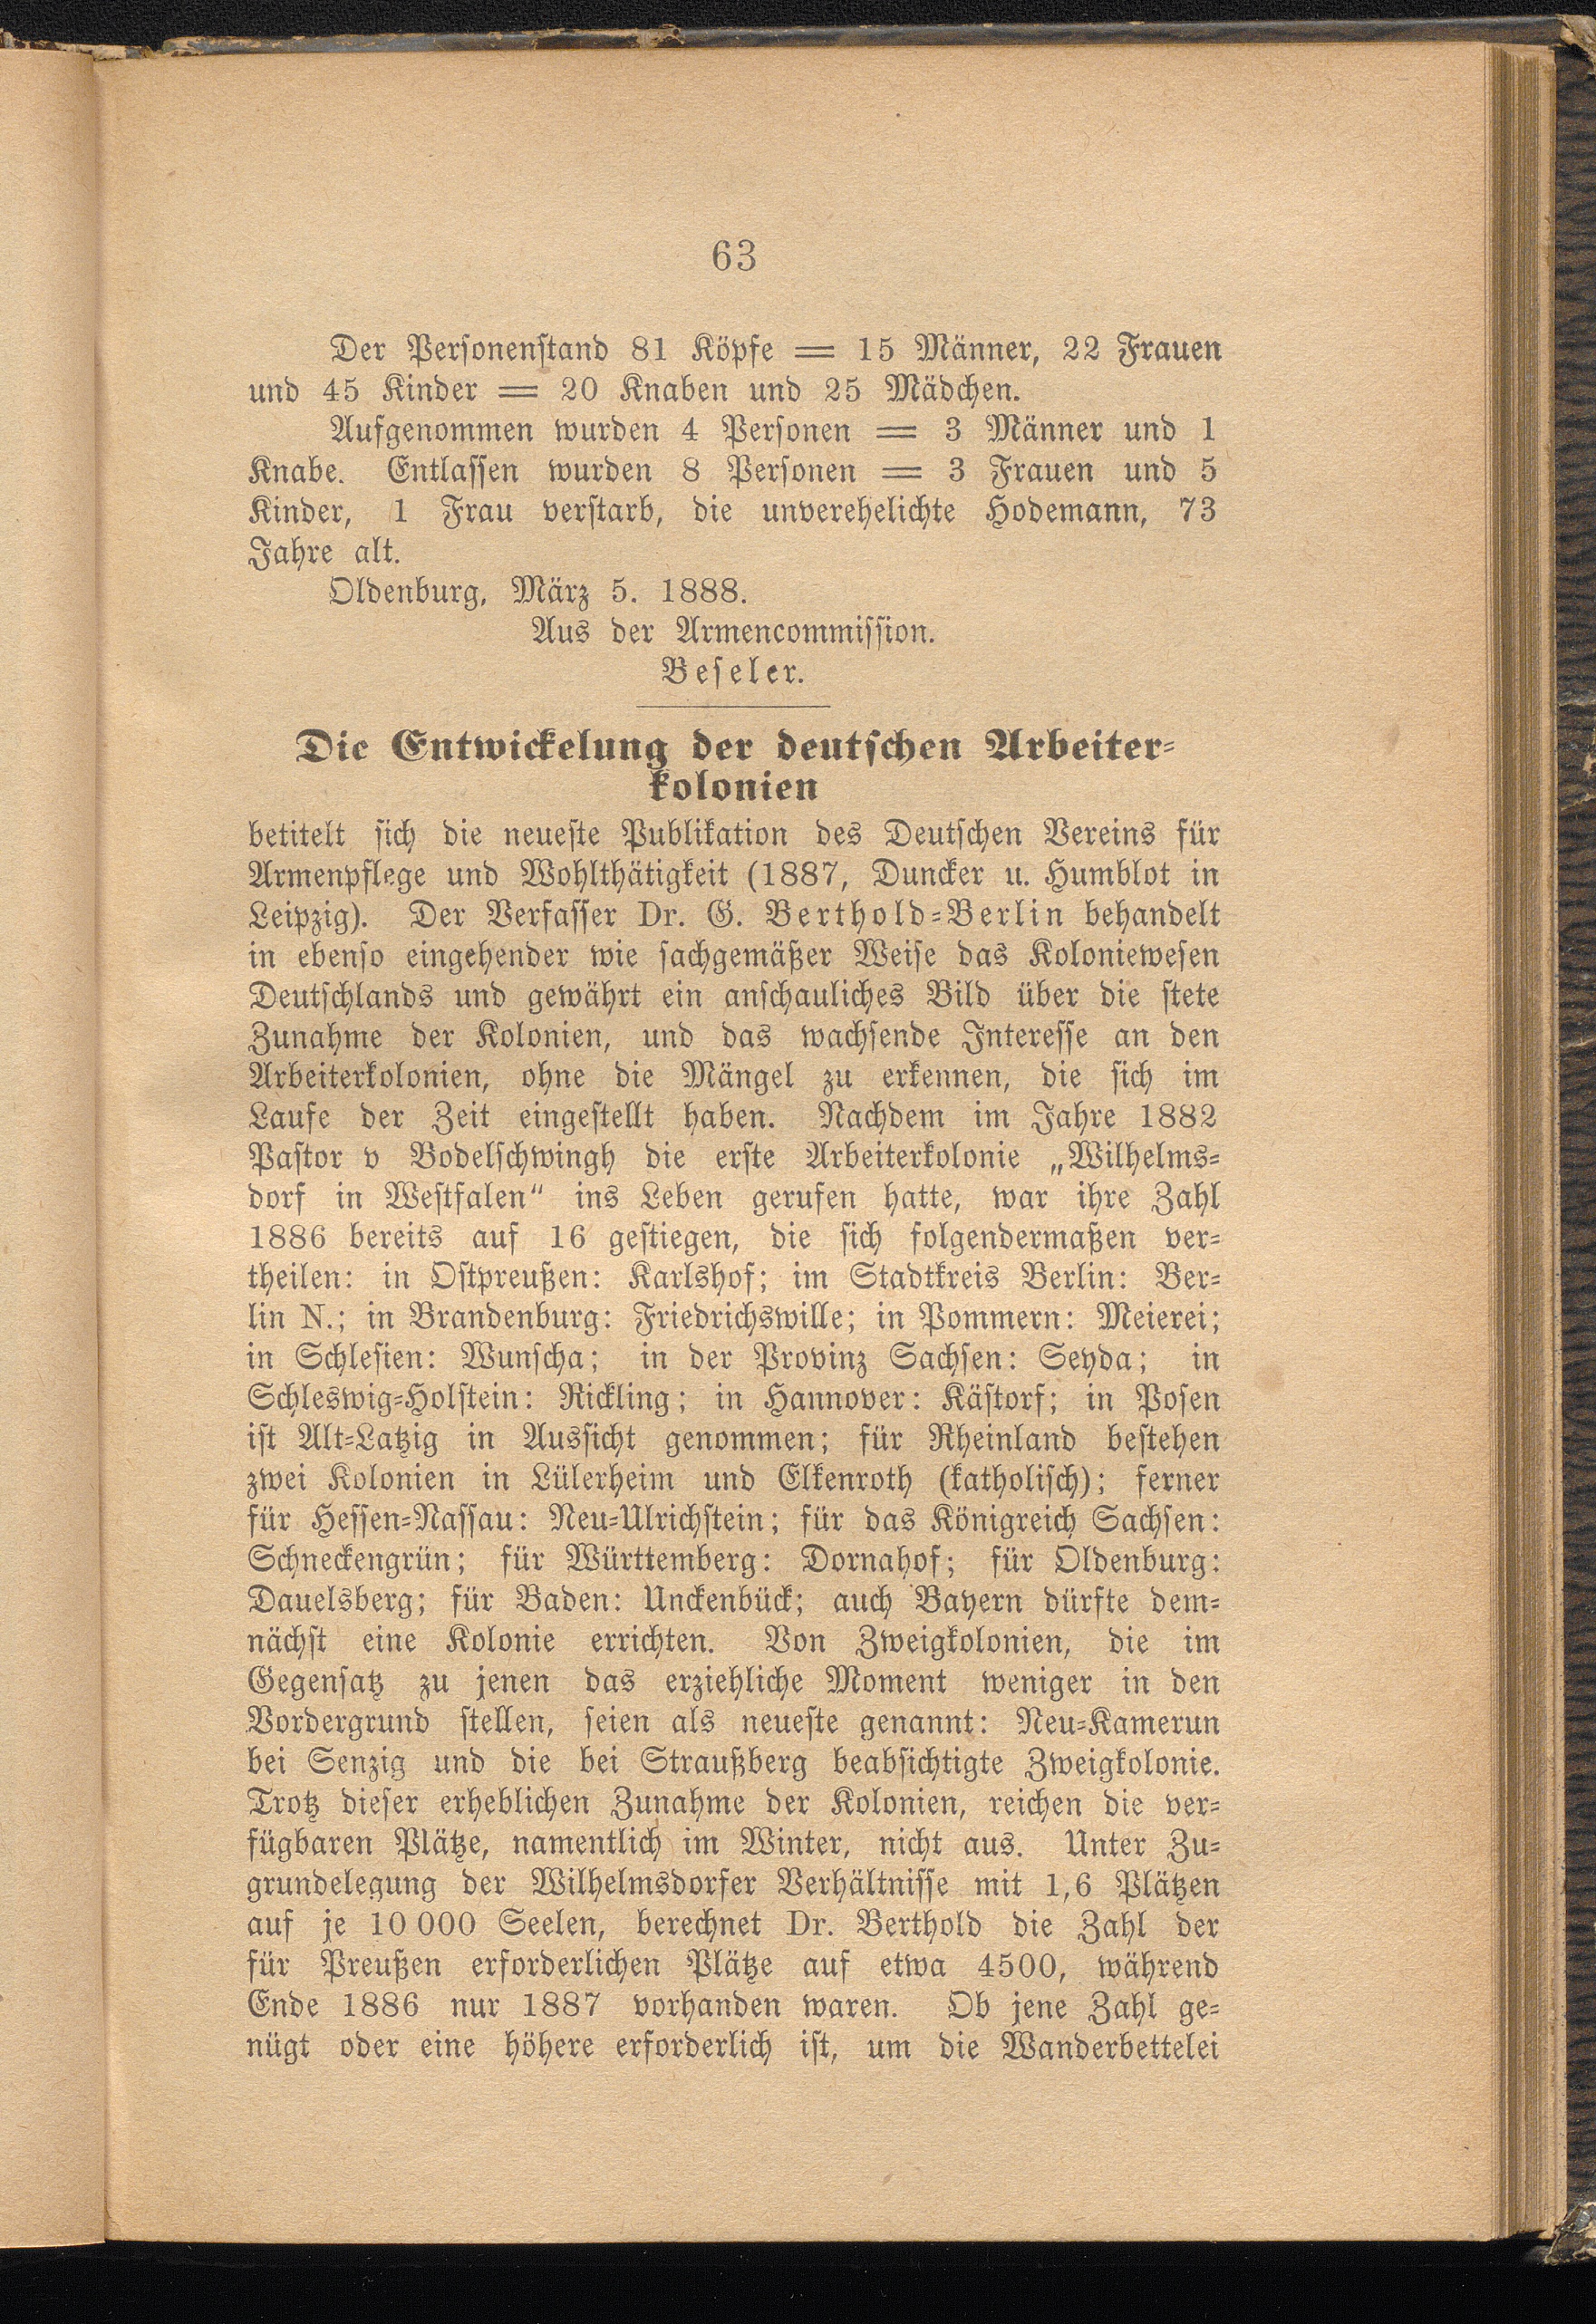 63
Der Personenstand 81 Köpfe = 15 Männer, 22 Frauen
und 45 Kinder = 20 Knaben und 25 Mädchen.
Aufgenommen wurden 4 Personen = 3 Männer und 1
Knabe. Entlassen wurden 8 Personen = 3 Frauen und 5
Kinder, 1 Frau verstarb, die unverehelichte Hodemann, 73
Jahre alt.
Oldenburg, März 5. 1888.
Aus der Armencommission.
Beseler.
Die Entwickelung der deutschen Arbeiter-
kolonien
betitelt sich die neueste Publikation des Deutschen Vereins für
Armenpflege und Wohlthätigkeit (1887, Duncker u. Humblot in
Leipzig). Der Verfasser Dr. G. Berthold-Berlin behandelt
in ebenso eingehender wie sachgemäßer Weise das Koloniewesen
Deutschlands und gewährt ein anschauliches Bild über die stete
Zunahme der Kolonien, und das wachsende Interesse an den
Arbeiterkolonien, ohne die Mängel zu erkennen, die sich im
Laufe der Zeit eingestellt haben. Nachdem im Jahre 1882
Pastor v Bodelschwingh die erste Arbeiterkolonie „Wilhelms-
dorf in Westfalen“ ins Leben gerufen hatte, war ihre Zahl
1886 bereits auf 16 gestiegen, die sich folgendermaßen ver-
theilen: in Ostpreußen: Karlshof; im Stadtkreis Berlin: Ber-
lin N.; in Brandenburg: Friedrichswille; in Pommern: Meierei;
in Schlesien: Wunscha; in der Provinz Sachsen: Seyda; in
Schleswig-Holstein: Rickling; in Hannover: Kästorf; in Posen
ist Alt-Latzig in Aussicht genommen; für Rheinland bestehen
zwei Kolonien in Lülerheim und Elkenroth (katholisch); ferner
für Hessen-Nassau: Neu-Ulrichstein; für das Königreich Sachsen:
Schneckengrün; für Württemberg: Dornahof; für Oldenburg:
Dauelsberg; für Baden: Unckenbück; auch Bayern dürfte dem-
nächst eine Kolonie errichten. Von Zweigkolonien, die im
Gegensatz zu jenen das erziehliche Moment weniger in den
Vordergrund stellen, seien als neueste genannt: Neu-Kamerun
bei Senzig und die bei Straußberg beabsichtigte Zweigkolonie.
Trotz dieser erheblichen Zunahme der Kolonien, reichen die ver-
fügbaren Plätze, namentlich im Winter, nicht aus. Unter Zu-
grundelegung der Wilhelmsdorfer Verhältnisse mit 1,6 Plätzen
auf je 10 000 Seelen, berechnet Dr. Berthold die Zahl der
für Preußen erforderlichen Plätze auf etwa 4500, während
Ende 1886 nur 1887 vorhanden waren. Ob jene Zahl ge-
nügt oder eine höhere erforderlich ist, um die Wanderbettelei